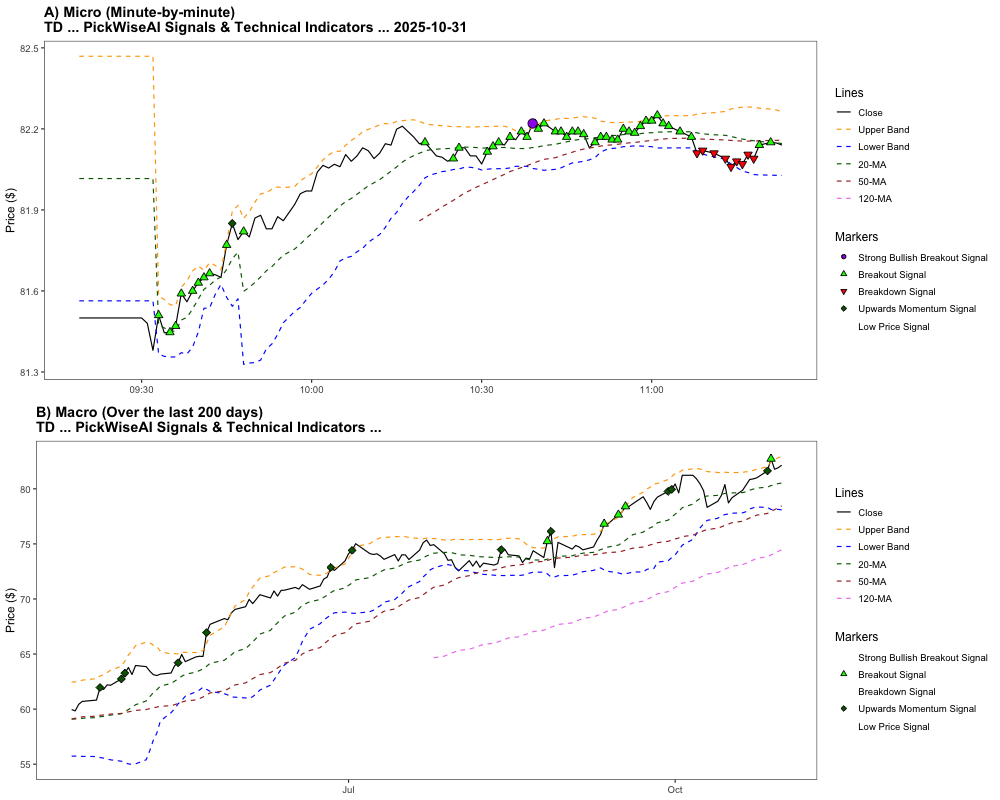 A) Micro (Minute-by-minute)
TD ... PickWiseAI Signals & Technical Indicators ... 2025-10-31
82.5
82.2
81.9
81.6
81.3
Price ($)
09:30
10:00
10:30
11:00
Lines
Close
Upper Band
Lower Band
20-MA
50-MA
120-MA
Markers
Strong Bullish Breakout Signal
Breakout Signal
Breakdown Signal
Upwards Momentum Signal
Low Price Signal
B) Macro (Over the last 200 days)
TD ... PickWiseAI Signals & Technical Indicators ...
80
75
70
65
60
55
Price ($)
Jul
Oct
Lines
Close
Upper Band
Lower Band
20-MA
50-MA
120-MA
Markers
Strong Bullish Breakout Signal
Breakout Signal
Breakdown Signal
Upwards Momentum Signal
Low Price Signal